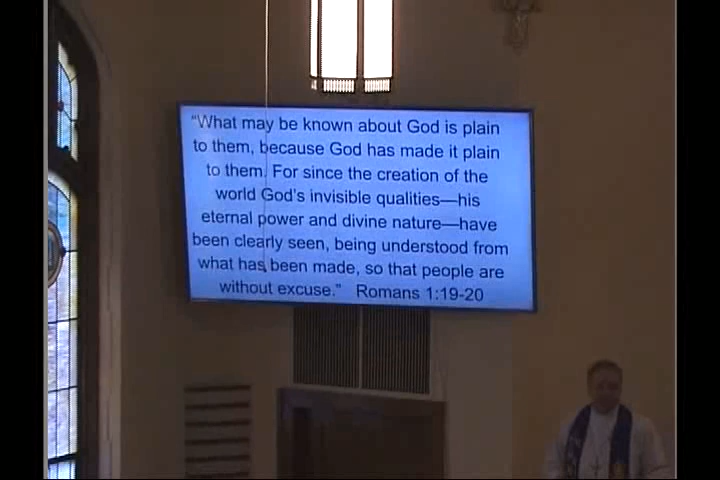 "What may be known about God is plain
to them, because God has made it plain
to them. For since the creation of the
world God's invisible qualities—his
eternal power and divine nature—have
been clearly seen, being understood from
what has been made, so that people are
without excuse." Romans 1:19-20